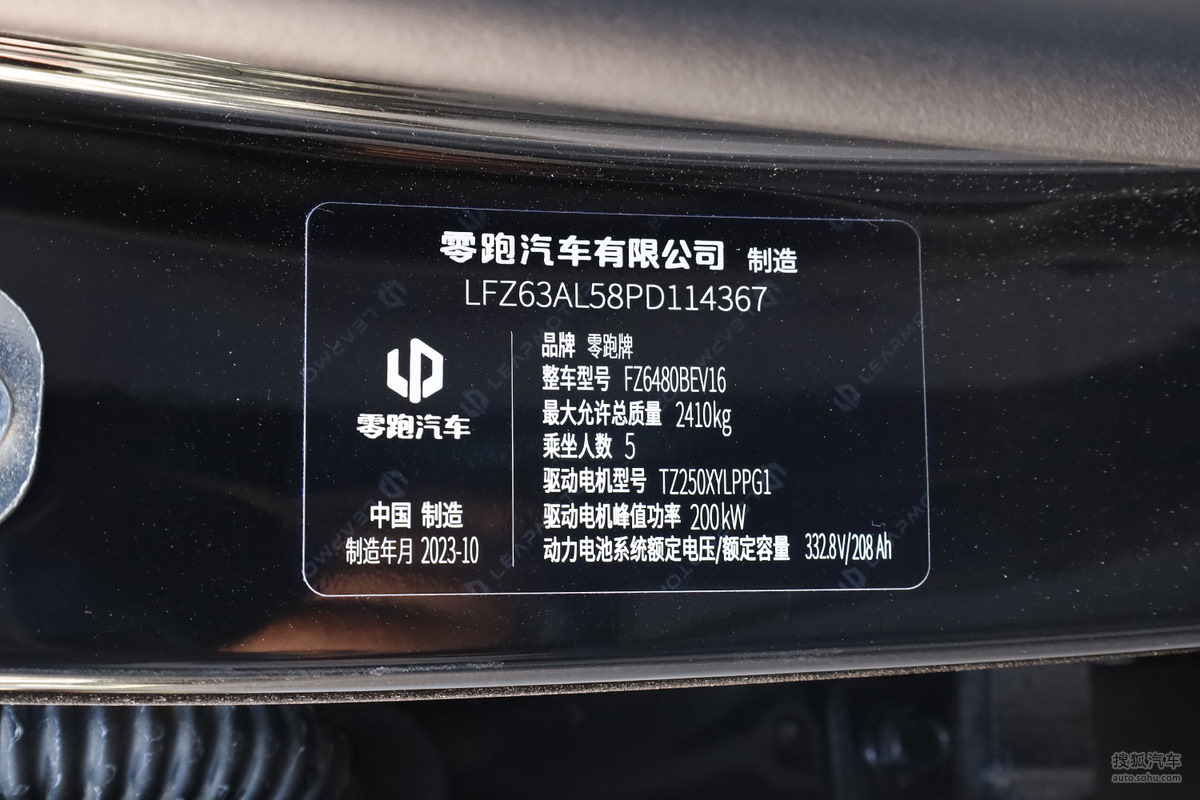 零跑汽车有限公司 制造
LFZ63AL58PD114367
零跑汽车
中国 制造
制造年月 2023-10
品牌 零跑牌
整车型号 FZ6480BEV16
最大允许总质量 2410kg
乘坐人数 5
驱动电机型号 TZ250XYLPPG1
驱动电机峰值功率 200kW
动力电池系统额定电压/额定容量 332.8V/208Ah
搜狐汽车
auto.sohu.com